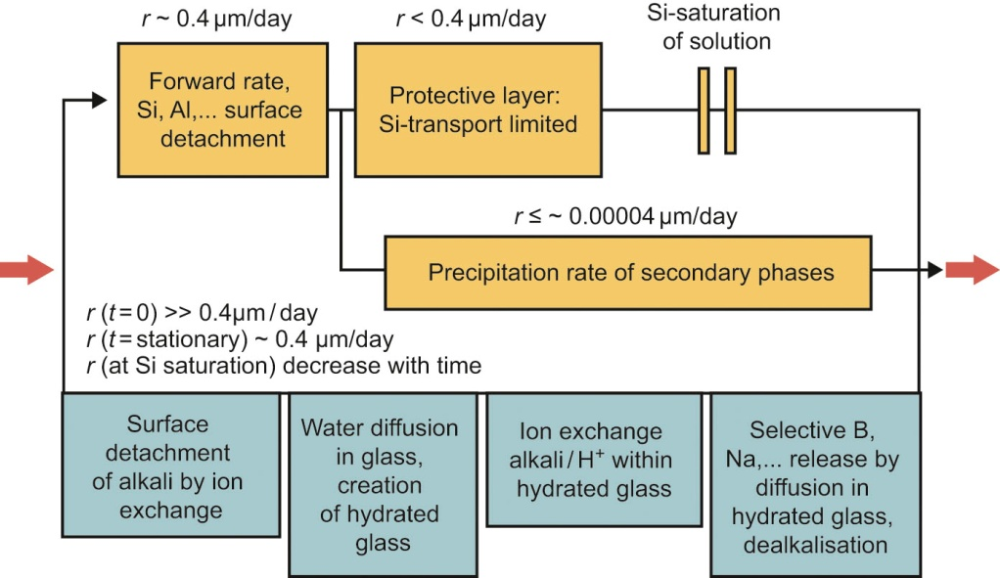 r ~ 0.4 µm/day
r < 0.4 µm/day
Si-saturation
of solution
Forward rate,
Si, Al,... surface
detachment
Protective layer:
Si-transport limited
r ≤ ~ 0.00004 µm/day
Precipitation rate of secondary phases
r (t=0) >> 0.4µm/day
r (t=stationary) ~ 0.4 µm/day
r (at Si saturation) decrease with time
Surface
detachment
of alkali by ion
exchange
Water diffusion
in glass,
creation
of hydrated
glass
Ion exchange
alkali/H⁺ within
hydrated glass
Selective B,
Na,... release by
diffusion in
hydrated glass,
dealkalisation